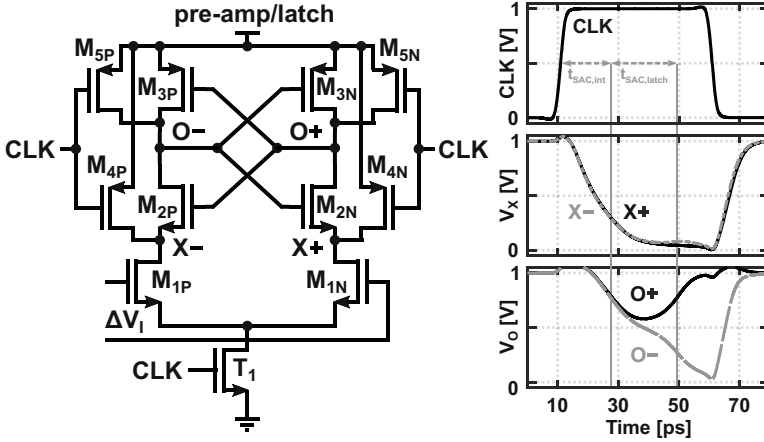 pre-amp/latch
M5P
M5N
M3P
M3N
O−
O+
CLK
CLK
M4P
M4N
M2P
M2N
X−
X+
M1P
M1N
ΔVI
CLK
T1
CLK [V]
1
0
CLK
tSAC,int
tSAC,latch
VX [V]
1
0
X−
X+
VO [V]
1
0
O+
O−
10
30
50
70
Time [ps]